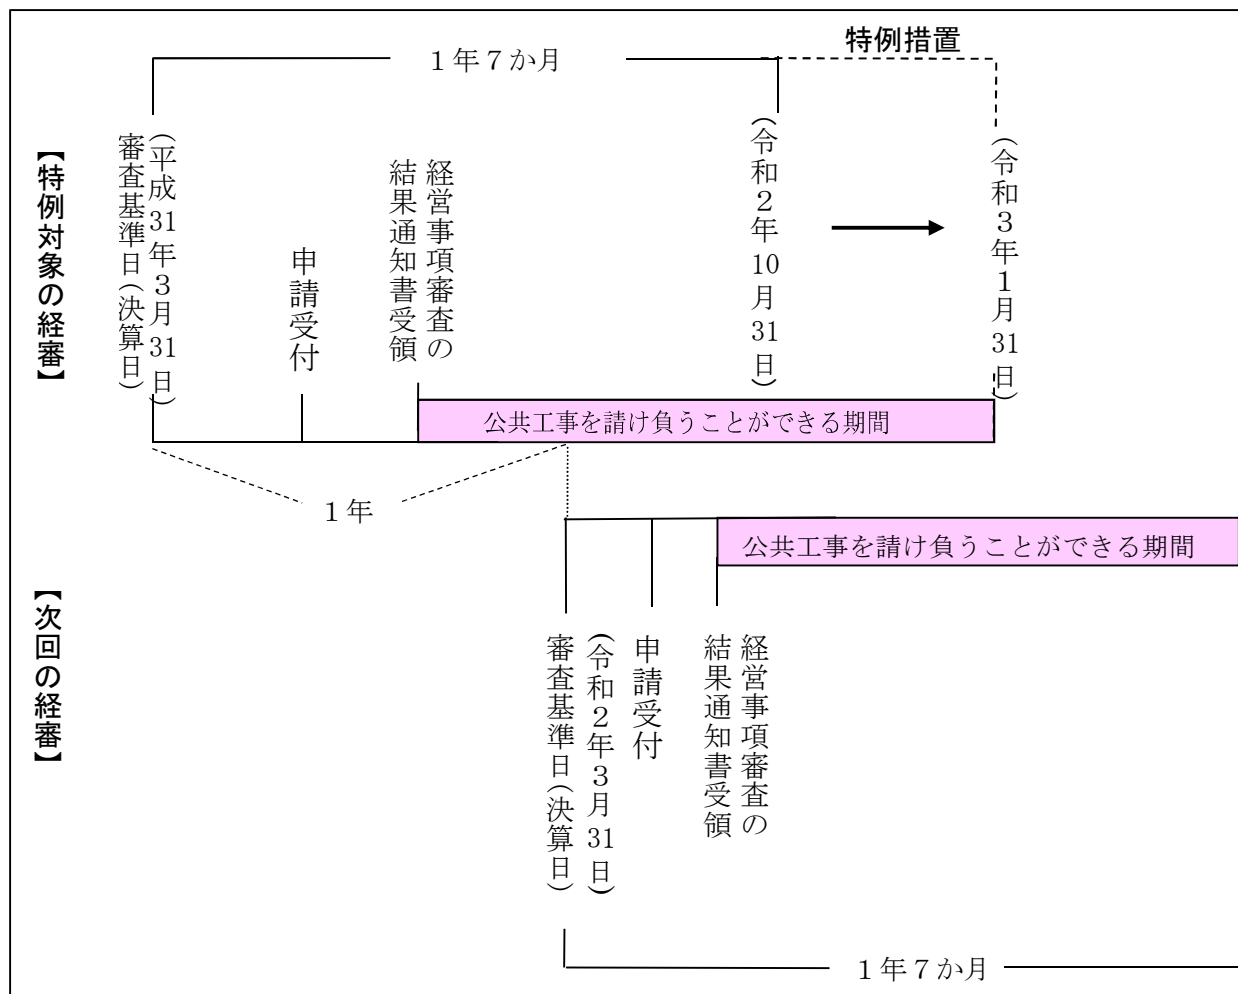 特例措置
１年７か月
【特例対象の経審】
審査基準日（決算日）
（平成31年３月31日）
申請受付
経営事項審査の
結果通知書受領
（令和２年10月31日）
（令和３年１月31日）
公共工事を請け負うことができる期間
１年
公共工事を請け負うことができる期間
【次回の経審】
審査基準日（決算日）
（令和２年３月31日）
申請受付
経営事項審査の
結果通知書受領
１年７か月